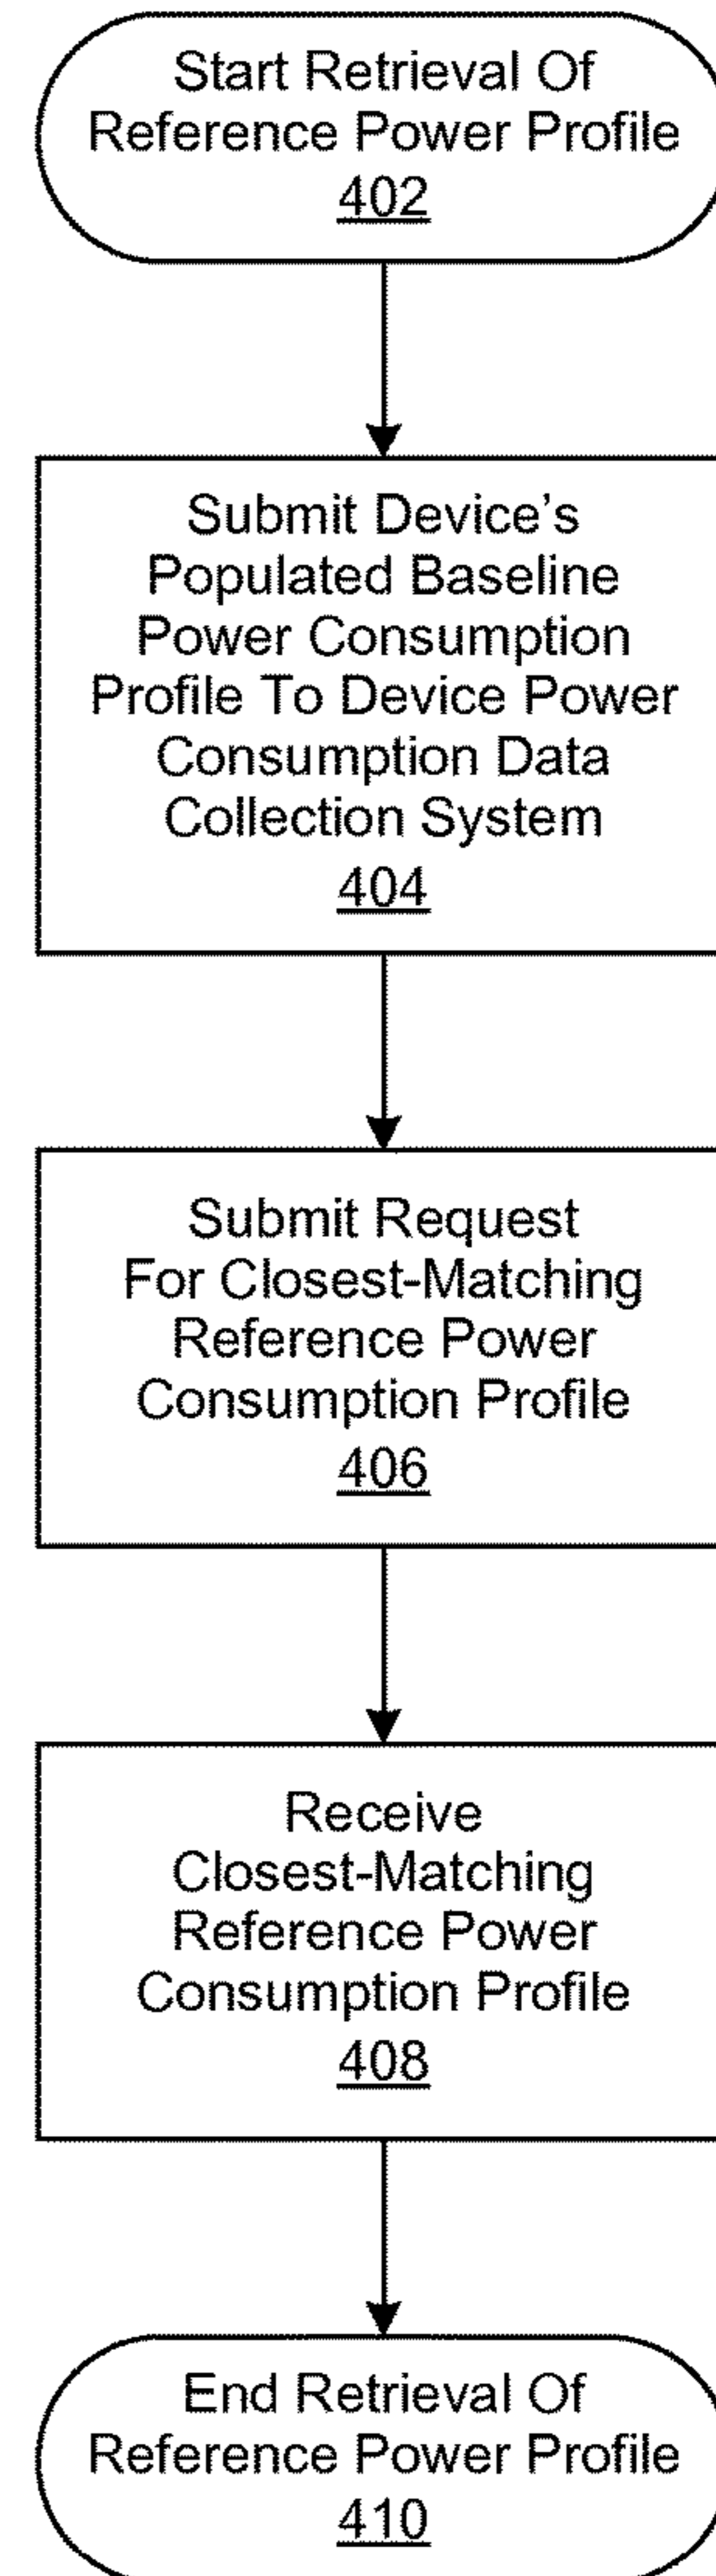 Start Retrieval Of
Reference Power Profile
402
Submit Device's
Populated Baseline
Power Consumption
Profile To Device Power
Consumption Data
Collection System
404
Submit Request
For Closest-Matching
Reference Power
Consumption Profile
406
Receive
Closest-Matching
Reference Power
Consumption Profile
408
End Retrieval Of
Reference Power Profile
410